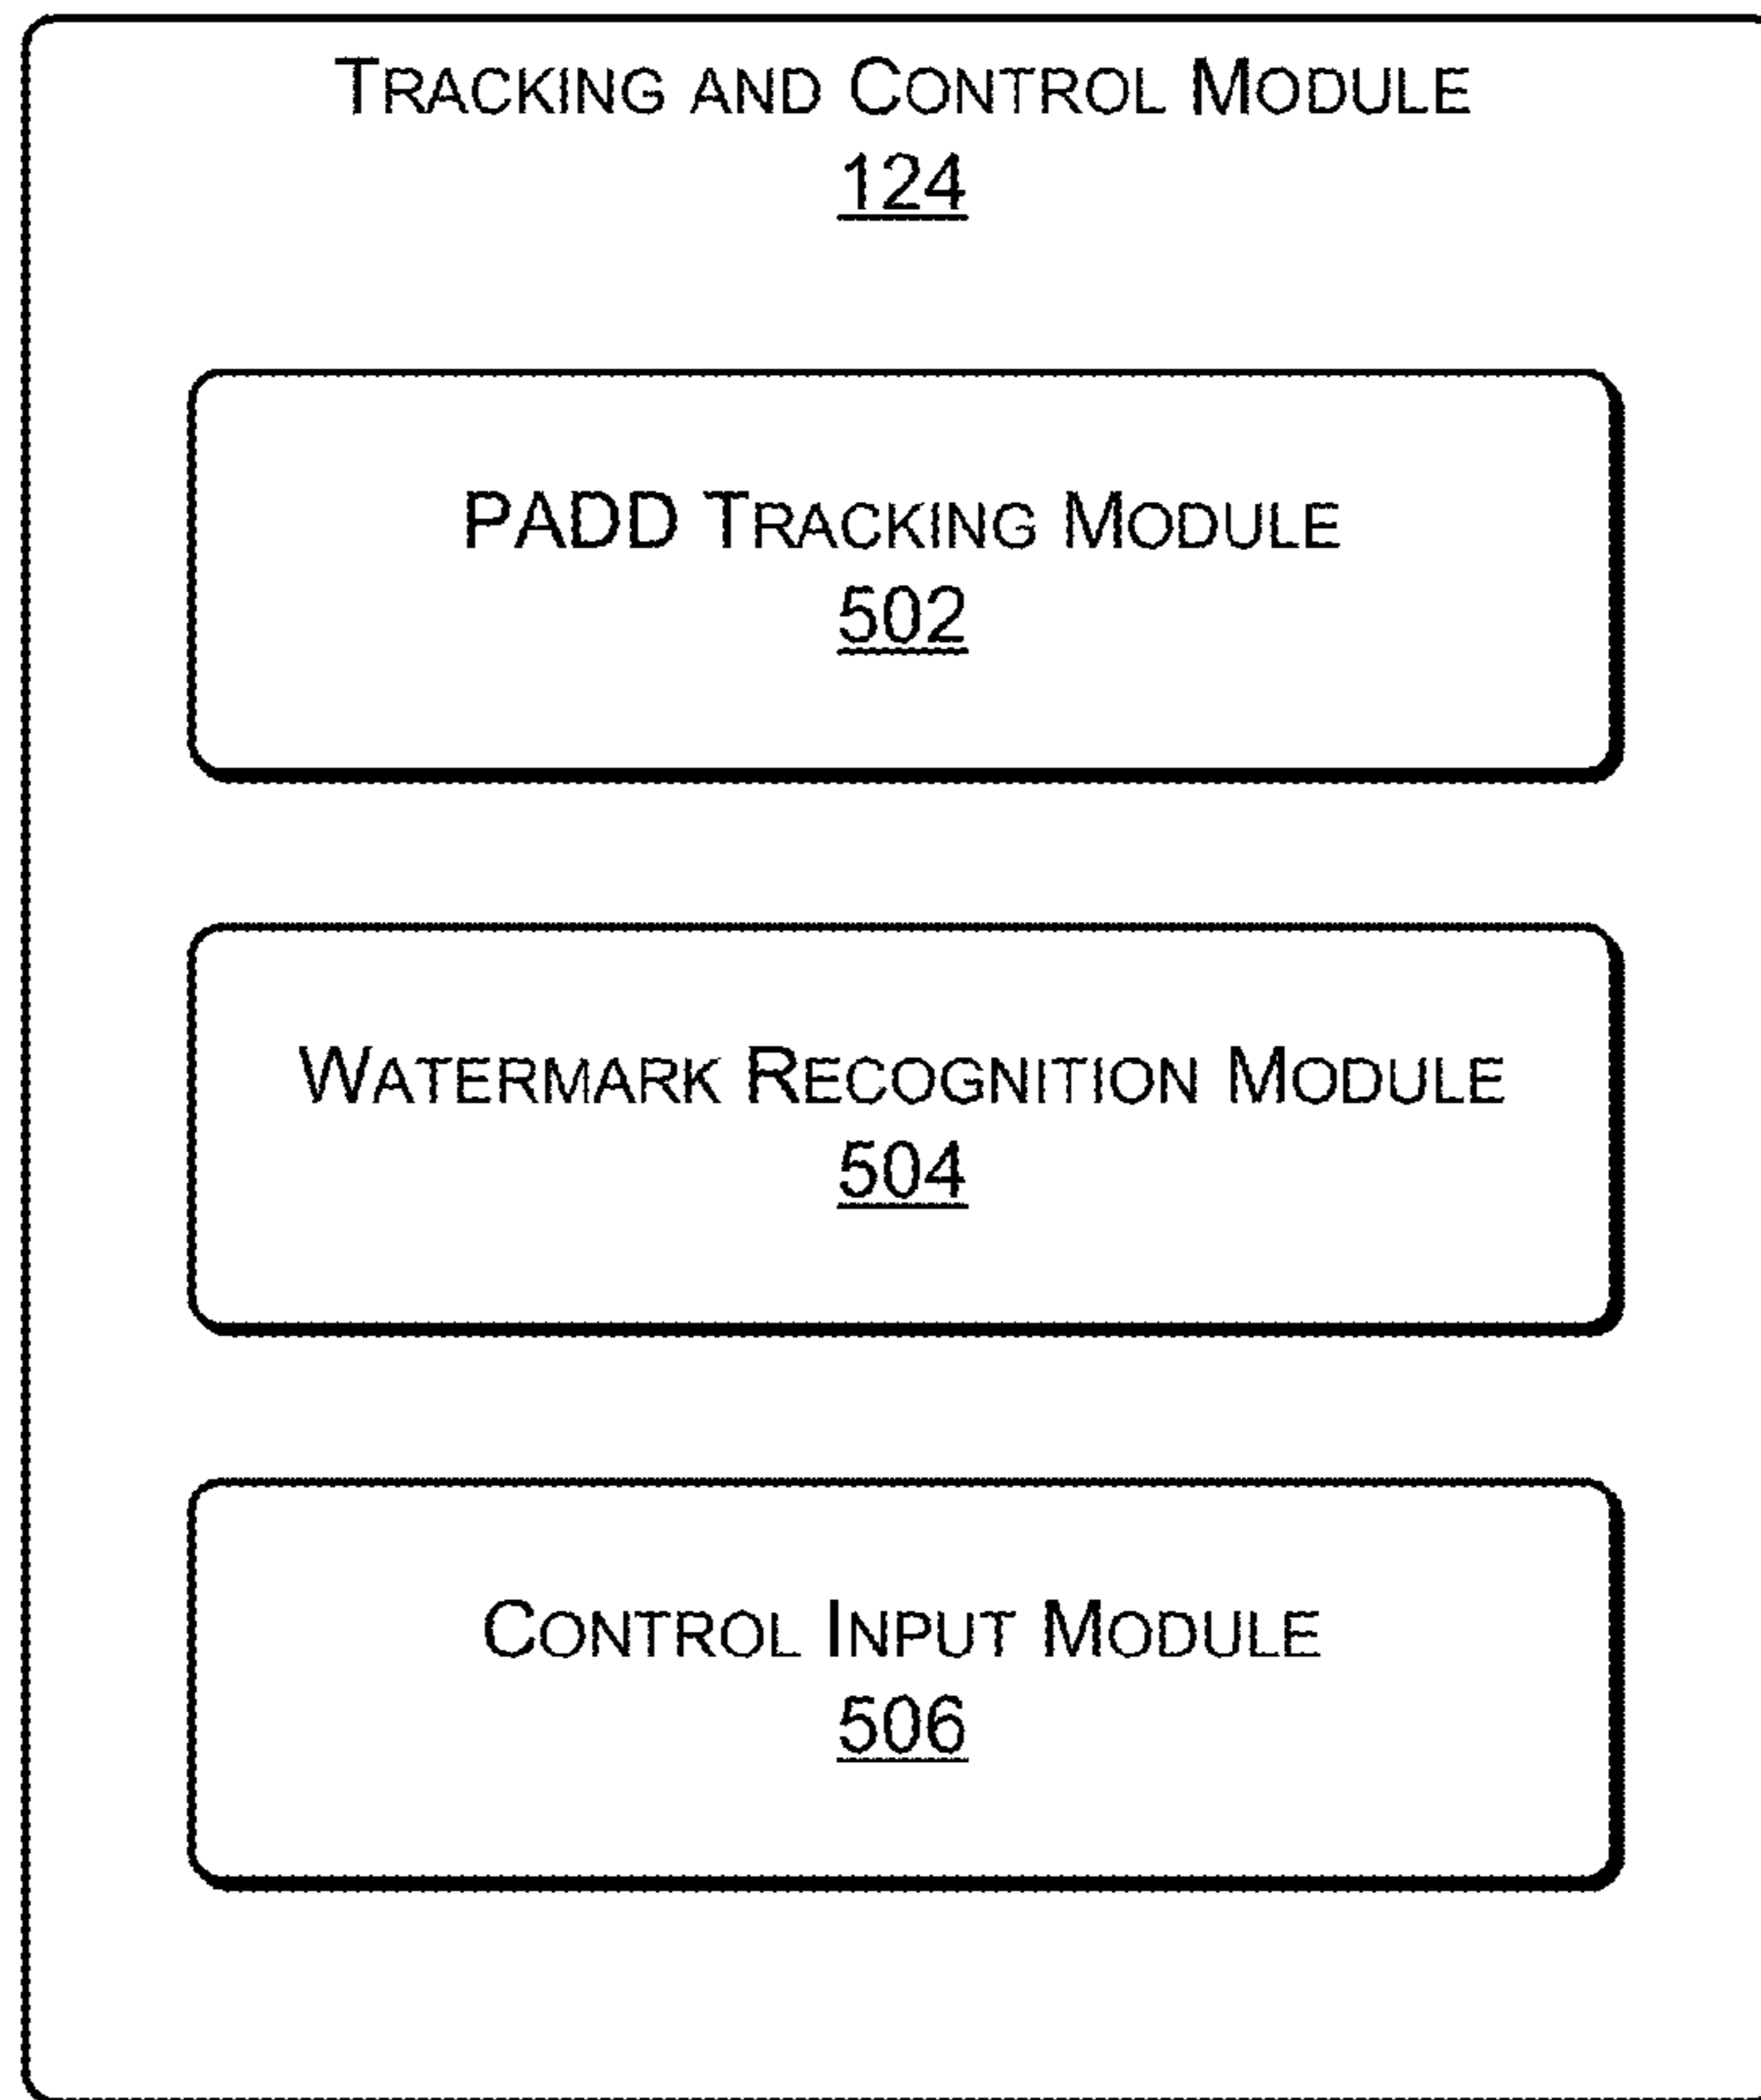 TRACKING AND CONTROL MODULE
124
PADD TRACKING MODULE
502
WATERMARK RECOGNITION MODULE
504
CONTROL INPUT MODULE
506